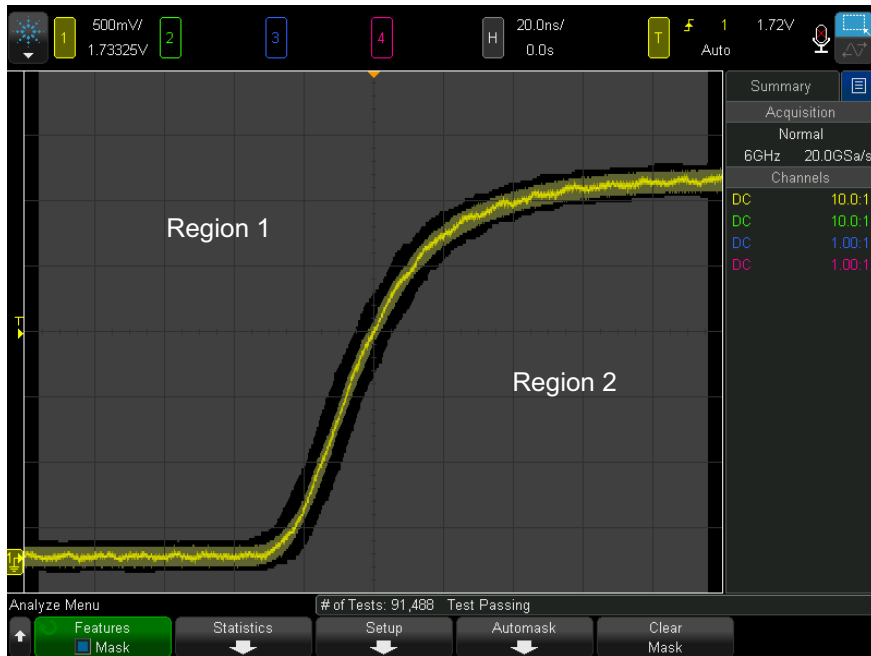 1 500mV/ 2 3 4 H 20.0ns/ T 1 1.72V
1.73325V 0.0s Auto
Summary
Acquisition
Normal
6GHz 20.0GSa/s
Channels
DC 10.0:1
DC 10.0:1
DC 1.00:1
DC 1.00:1
Region 1
T
Region 2
1
Analyze Menu # of Tests: 91,488 Test Passing
Features Statistics Setup Automask Clear
Mask Mask